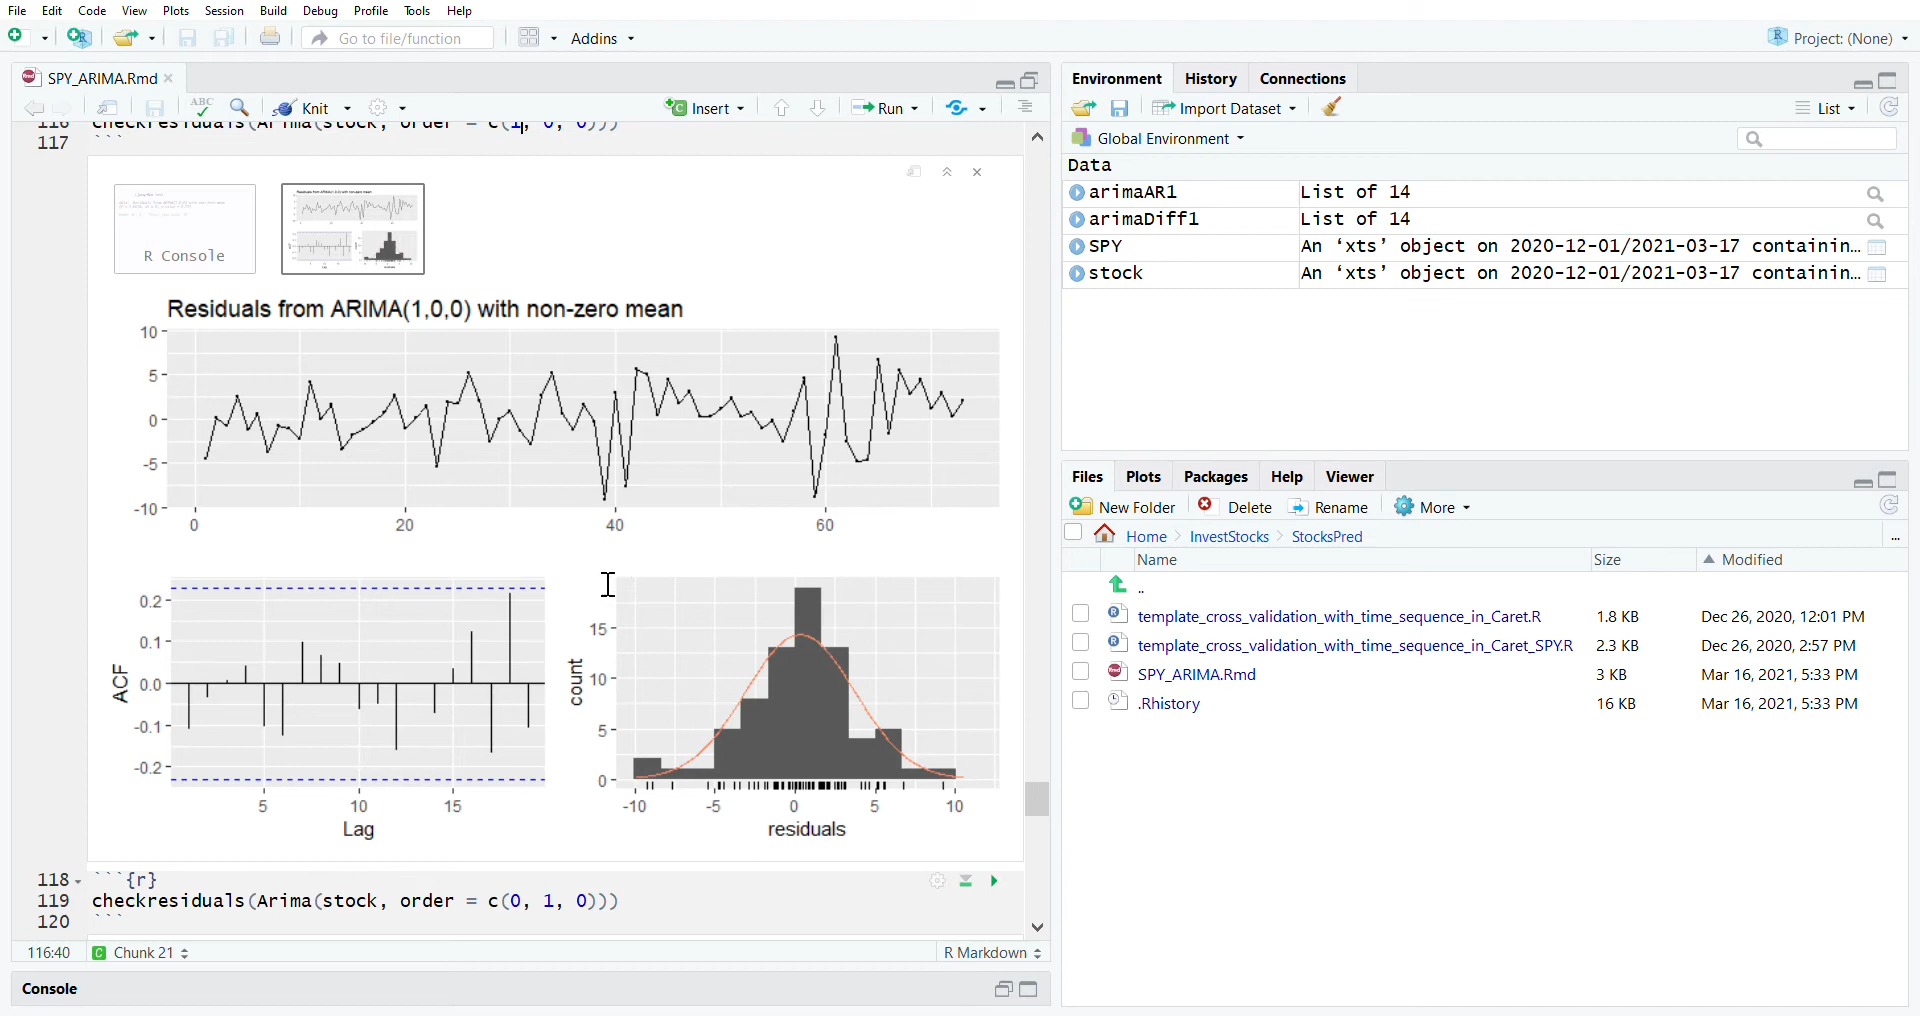 File Edit Code View Plots Session Build Debug Profile Tools Help
Go to file/function Addins Project: (None)
SPY_ARIMA.Rmd
ABC Knit Insert Run
116 checkresiduals(Arima(stock, order = c(1, 0, 0)))
117 ```
R Console
Residuals from ARIMA(1,0,0) with non-zero mean
10
5
0
-5
-10
0 20 40 60
0.2
0.1
0.0
-0.1
-0.2
ACF
5 10 15
Lag
15
10
5
0
count
-10 -5 0 5 10
residuals
118 ```{r}
119 checkresiduals(Arima(stock, order = c(0, 1, 0)))
120 ```
116:40 C Chunk 21 R Markdown
Console
Environment History Connections
Import Dataset List
Global Environment
Data
arimaAR1 List of 14
arimaDiff1 List of 14
SPY An ‘xts’ object on 2020-12-01/2021-03-17 containin…
stock An ‘xts’ object on 2020-12-01/2021-03-17 containin…
Files Plots Packages Help Viewer
New Folder Delete Rename More
Home InvestStocks StocksPred ...
Name Size Modified
..
template_cross_validation_with_time_sequence_in_Caret.R 1.8 KB Dec 26, 2020, 12:01 PM
template_cross_validation_with_time_sequence_in_Caret_SPY.R 2.3 KB Dec 26, 2020, 2:57 PM
SPY_ARIMA.Rmd 3 KB Mar 16, 2021, 5:33 PM
.Rhistory 16 KB Mar 16, 2021, 5:33 PM